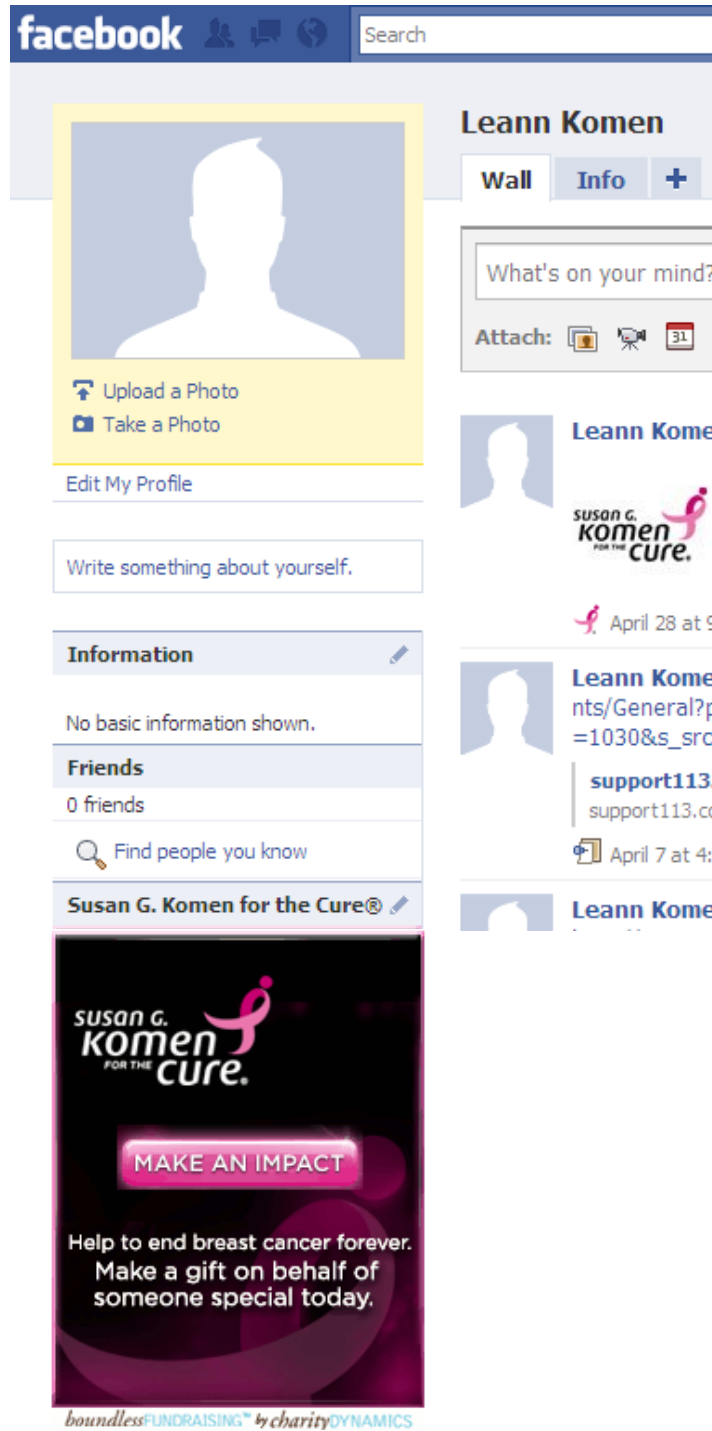 facebook
Search
Leann Komen
Wall Info +
What's on your mind?
Attach: 31
Upload a Photo
Take a Photo
Edit My Profile
Write something about yourself.
Information
No basic information shown.
Friends
0 friends
Find people you know
Susan G. Komen for the Cure®
susan G.
Komen
FOR THE CURE.
MAKE AN IMPACT
Help to end breast cancer forever.
Make a gift on behalf of
someone special today.
boundlessFUNDRAISING™ by charityDYNAMICS
Leann Kome
susan G.
Komen
FOR THE CURE.
April 28 at 9
Leann Kome
nts/General?p
=1030&s_src
support113.
support113.co
April 7 at 4:
Leann Kome